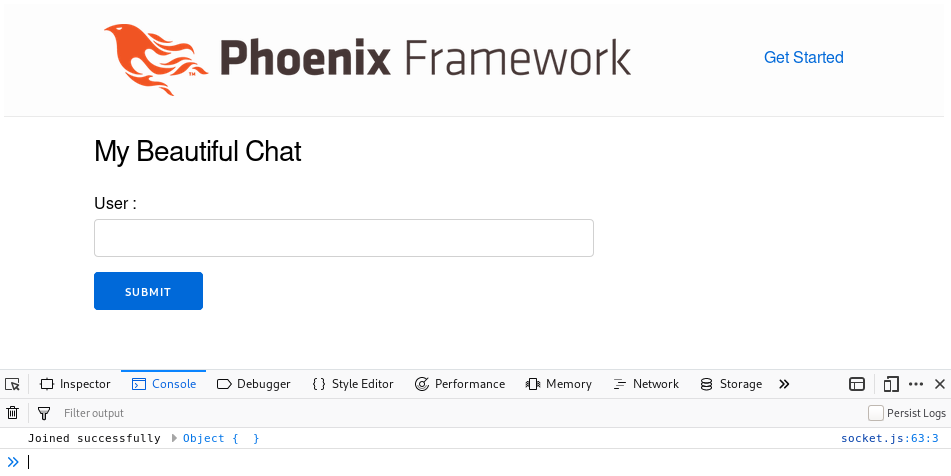 Phoenix Framework
TM
Get Started
My Beautiful Chat
User :
SUBMIT
Inspector Console Debugger {} Style Editor Performance Memory Network Storage
Filter output Persist Logs
Joined successfully Object { } socket.js:63:3